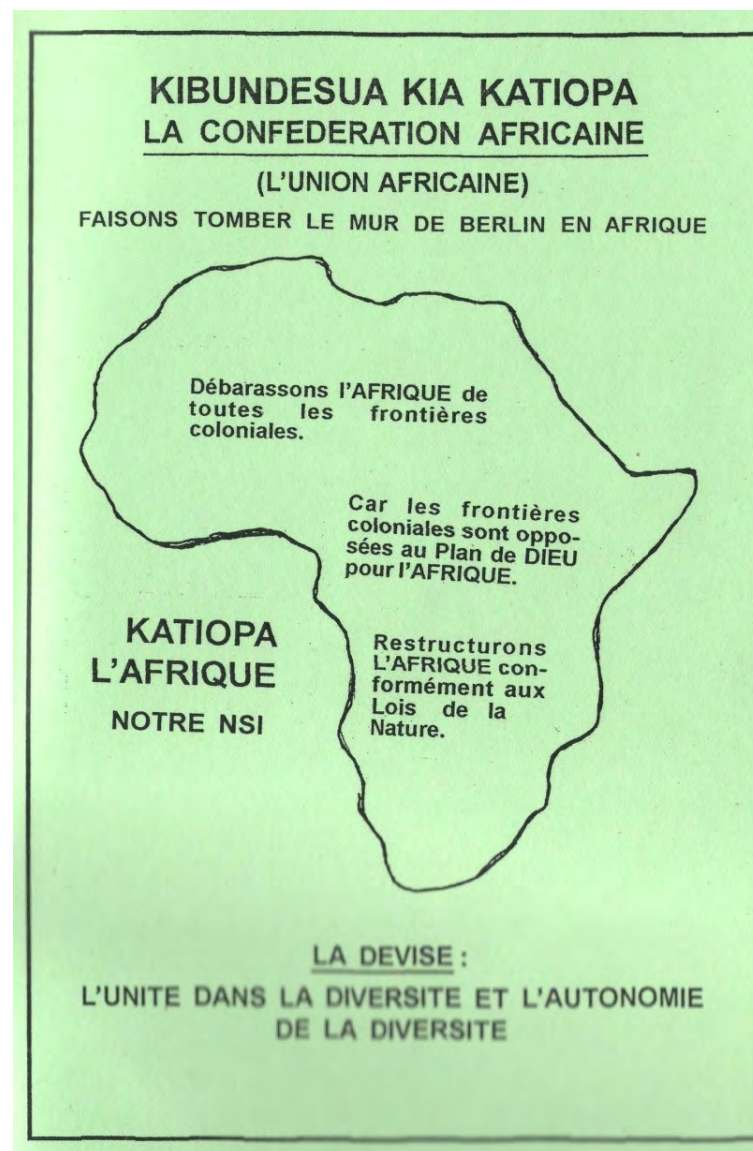 KIBUNDESUA KIA KATIOPA
LA CONFEDERATION AFRICAINE
(L'UNION AFRICAINE)
FAISONS TOMBER LE MUR DE BERLIN EN AFRIQUE
Débarassons l'AFRIQUE de
toutes les frontières
coloniales.
Car les frontières
coloniales sont oppo-
sées au Plan de DIEU
pour l'AFRIQUE.
KATIOPA
L'AFRIQUE
NOTRE NSI
Restructurons
L'AFRIQUE con-
formément aux
Lois de la
Nature.
LA DEVISE :
L'UNITE DANS LA DIVERSITE ET L'AUTONOMIE
DE LA DIVERSITE